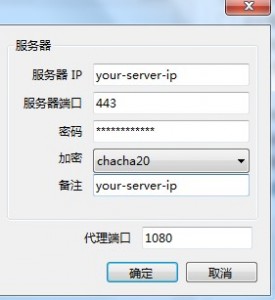 服务器
服务器 IP your-server-ip
服务器端口 443
密码 ************
加密 chacha20
备注 your-server-ip
代理端口 1080
确定 取消